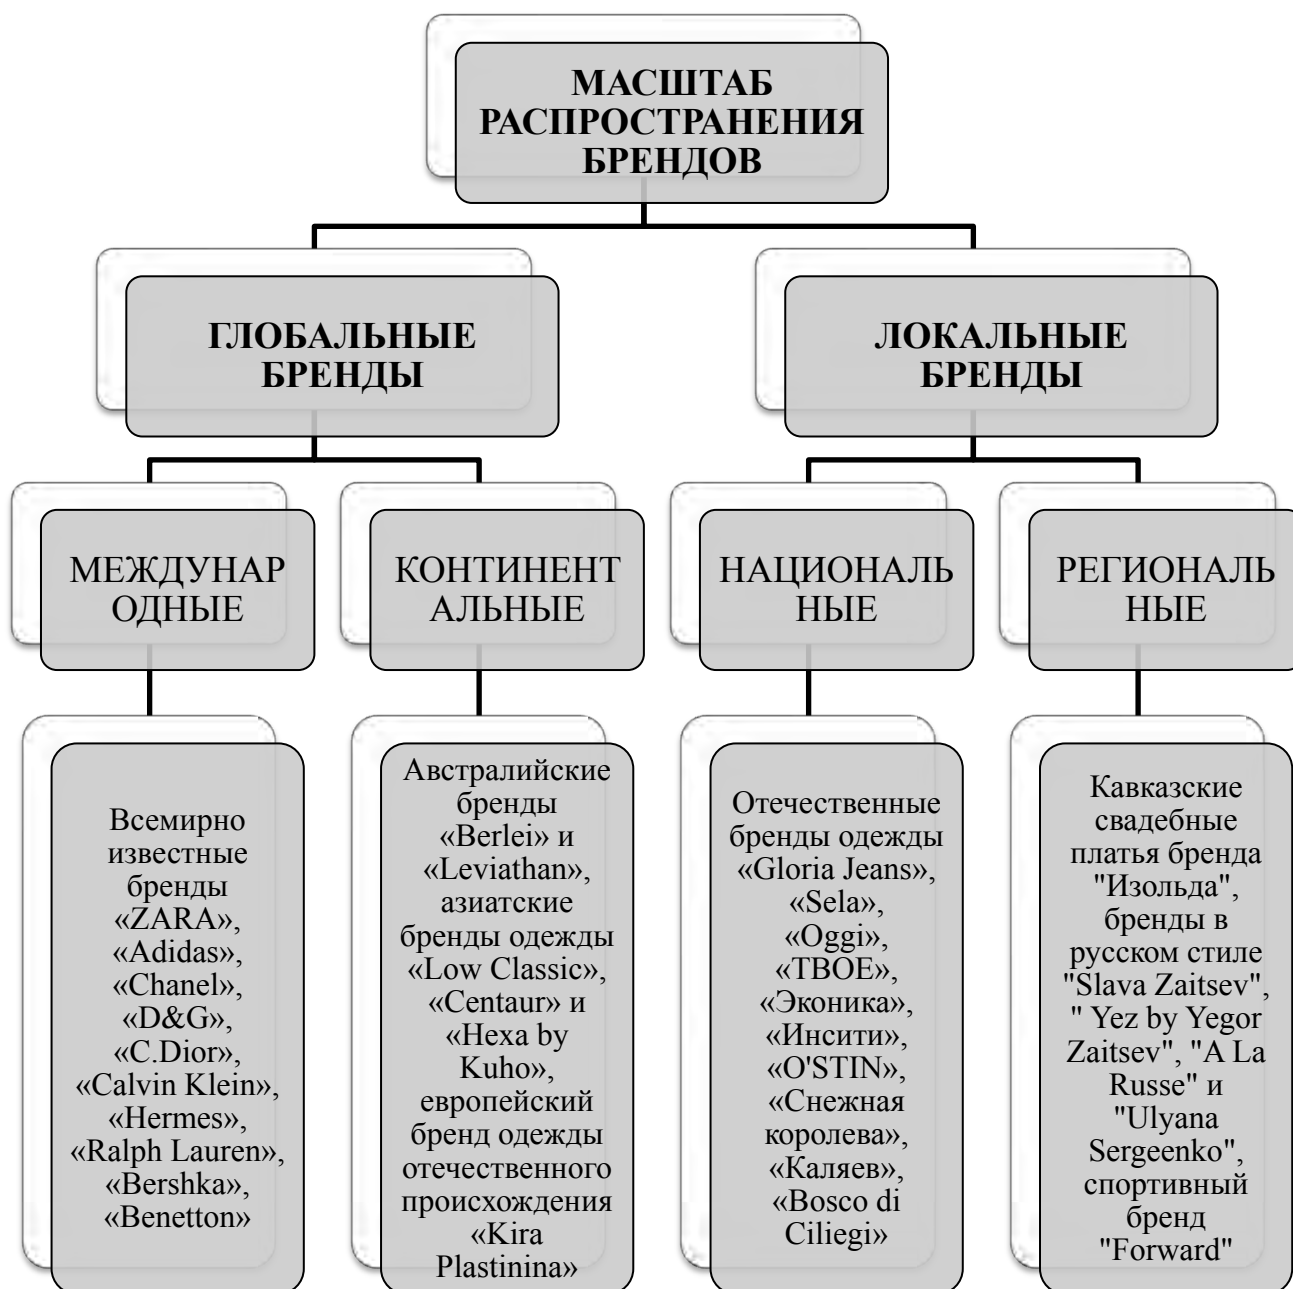 МАСШТАБ
РАСПРОСТРАНЕНИЯ
БРЕНДОВ
ГЛОБАЛЬНЫЕ
БРЕНДЫ
ЛОКАЛЬНЫЕ
БРЕНДЫ
МЕЖДУНАР
ОДНЫЕ
КОНТИНЕНТ
АЛЬНЫЕ
НАЦИОНАЛЬ
НЫЕ
РЕГИОНАЛЬ
НЫЕ
Всемирно
известные
бренды
«ZARA»,
«Adidas»,
«Chanel»,
«D&G»,
«C.Dior»,
«Calvin Klein»,
«Hermes»,
«Ralph Lauren»,
«Bershka»,
«Benetton»
Австралийские
бренды
«Berlei» и
«Leviathan»,
азиатские
бренды одежды
«Low Classic»,
«Centaur» и
«Hexa by
Kuho»,
европейский
бренд одежды
отечественного
происхождения
«Kira
Plastinina»
Отечественные
бренды одежды
«Gloria Jeans»,
«Sela»,
«Oggi»,
«ТВОЕ»,
«Эконика»,
«Инсити»,
«O'STIN»,
«Снежная
королева»,
«Каляев»,
«Bosco di
Ciliegi»
Кавказские
свадебные
платья бренда
"Изольда",
бренды в
русском стиле
"Slava Zaitsev",
" Yez by Yegor
Zaitsev", "A La
Russe" и
"Ulyana
Sergeenko",
спортивный
бренд
"Forward"